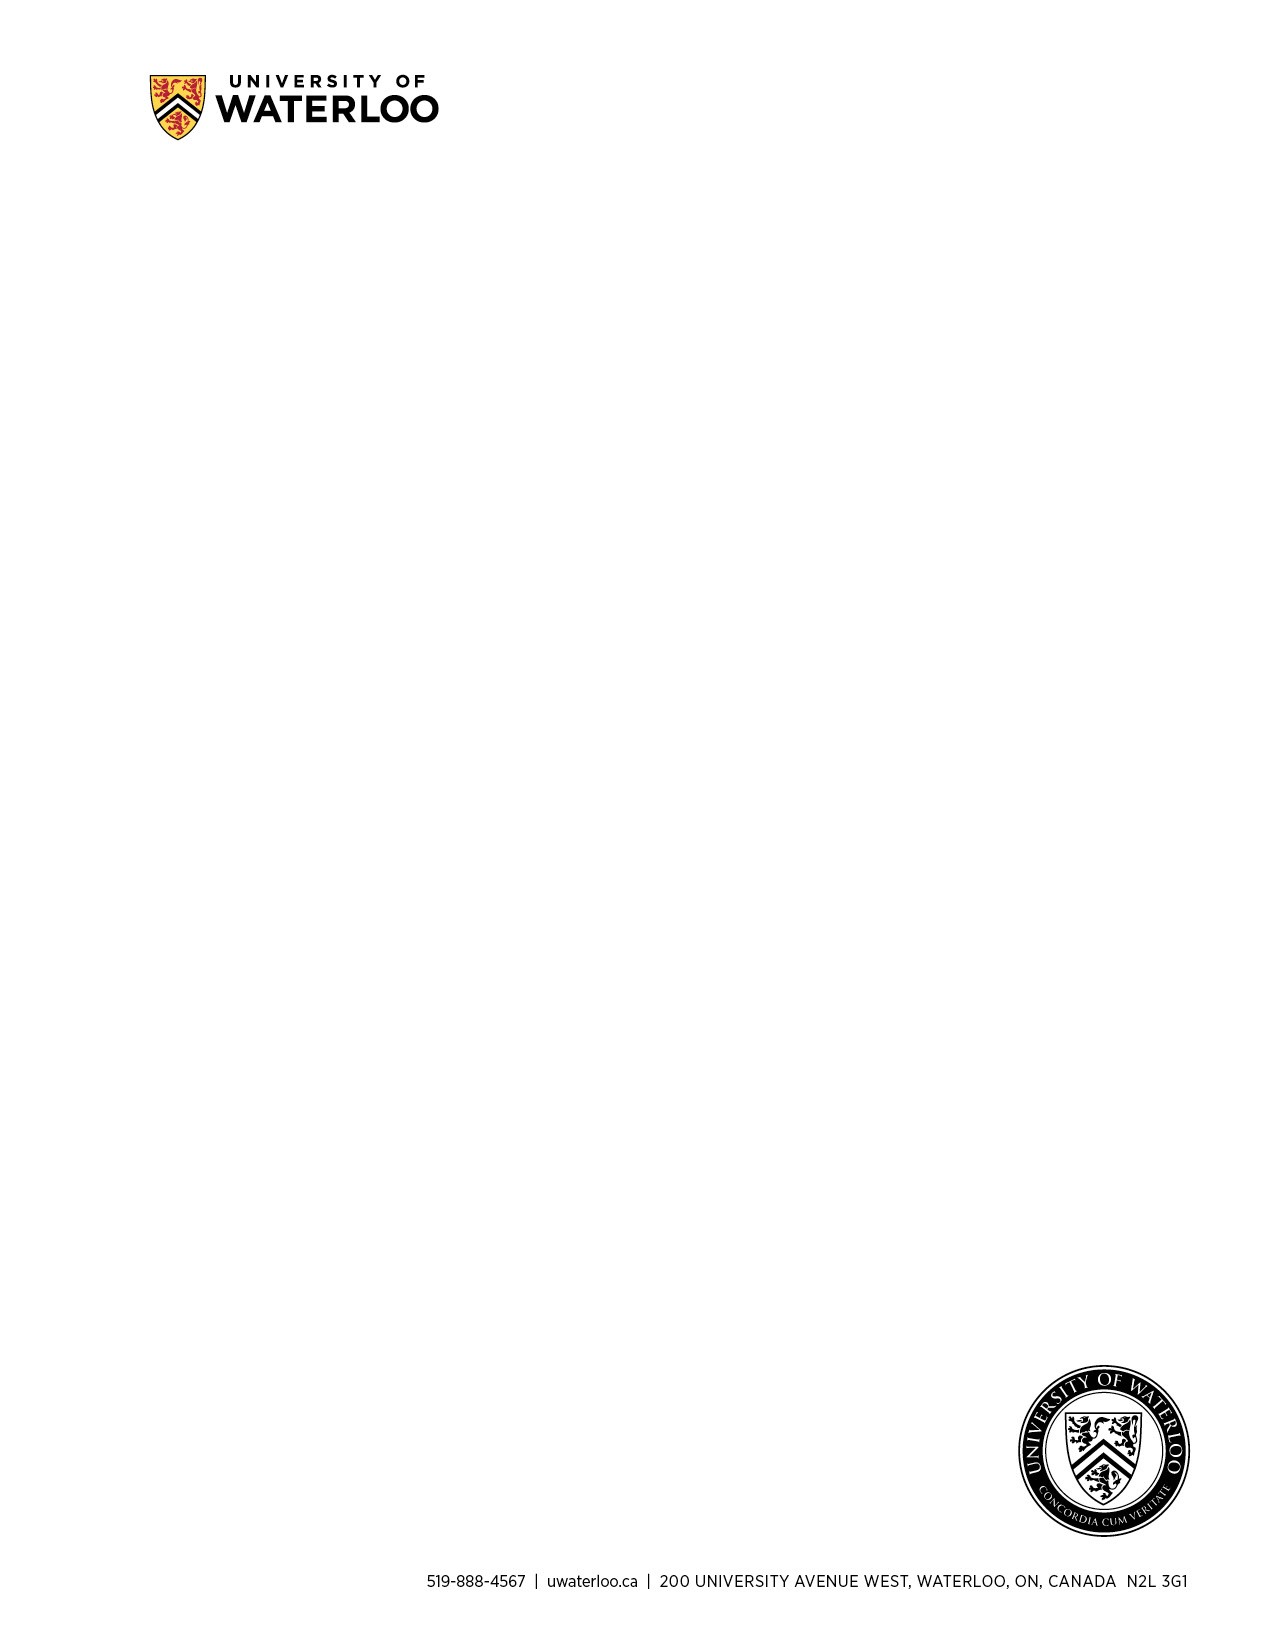 UNIVERSITY OF
WATERLOO
UNIVERSITY OF WATERLOO
CONCORDIA CUM VERITATE
519-888-4567 | uwaterloo.ca | 200 UNIVERSITY AVENUE WEST, WATERLOO, ON, CANADA N2L 3G1